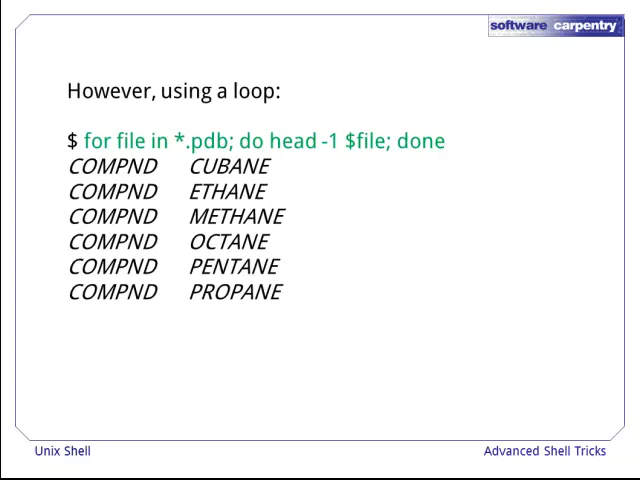 software carpentry
However, using a loop:
$ for file in *.pdb; do head -1 $file; done
COMPND CUBANE
COMPND ETHANE
COMPND METHANE
COMPND OCTANE
COMPND PENTANE
COMPND PROPANE
Unix Shell
Advanced Shell Tricks